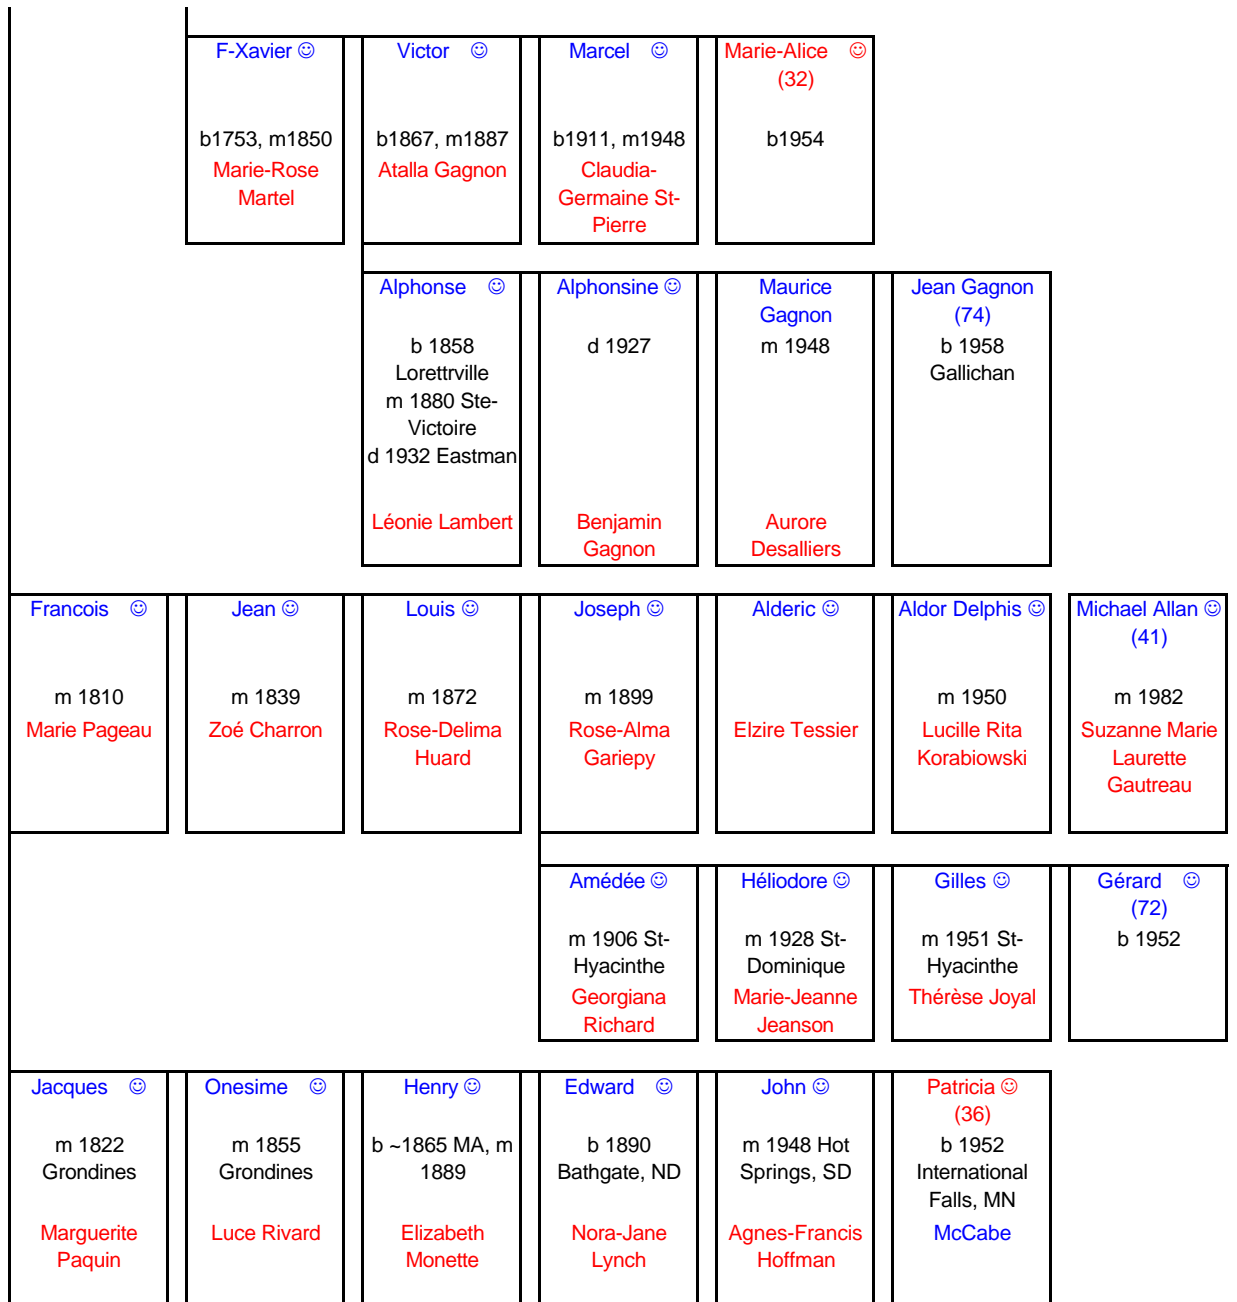 F-Xavier ☺
b1753, m1850
Marie-Rose
Martel
Victor ☺
b1867, m1887
Atalla Gagnon
Marcel ☺
b1911, m1948
Claudia-
Germaine St-
Pierre
Marie-Alice ☺
(32)
b1954
Alphonse ☺
b 1858
Lorettrville
m 1880 Ste-
Victoire
d 1932 Eastman
Léonie Lambert
Alphonsine ☺
d 1927
Benjamin
Gagnon
Maurice
Gagnon
m 1948
Aurore
Desalliers
Jean Gagnon
(74)
b 1958
Gallichan
Francois ☺
m 1810
Marie Pageau
Jean ☺
m 1839
Zoé Charron
Louis ☺
m 1872
Rose-Delima
Huard
Joseph ☺
m 1899
Rose-Alma
Gariepy
Alderic ☺
Elzire Tessier
Aldor Delphis ☺
m 1950
Lucille Rita
Korabiowski
Michael Allan ☺
(41)
m 1982
Suzanne Marie
Laurette
Gautreau
Amédée ☺
m 1906 St-
Hyacinthe
Georgiana
Richard
Héliodore ☺
m 1928 St-
Dominique
Marie-Jeanne
Jeanson
Gilles ☺
m 1951 St-
Hyacinthe
Thérèse Joyal
Gérard ☺
(72)
b 1952
Jacques ☺
m 1822
Grondines
Marguerite
Paquin
Onesime ☺
m 1855
Grondines
Luce Rivard
Henry ☺
b ~1865 MA, m
1889
Elizabeth
Monette
Edward ☺
b 1890
Bathgate, ND
Nora-Jane
Lynch
John ☺
m 1948 Hot
Springs, SD
Agnes-Francis
Hoffman
Patricia ☺
(36)
b 1952
International
Falls, MN
McCabe